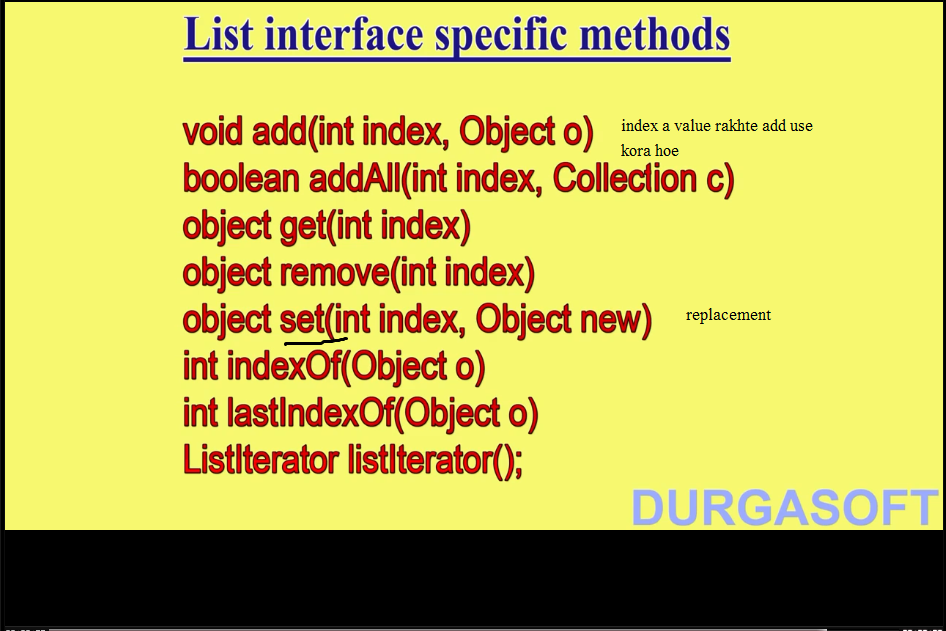 List interface specific methods
void add(int index, Object o)
index a value rakhte add use
kora hoe
boolean addAll(int index, Collection c)
object get(int index)
object remove(int index)
object set(int index, Object new)
replacement
int indexOf(Object o)
int lastIndexOf(Object o)
ListIterator listIterator();
DURGASOFT